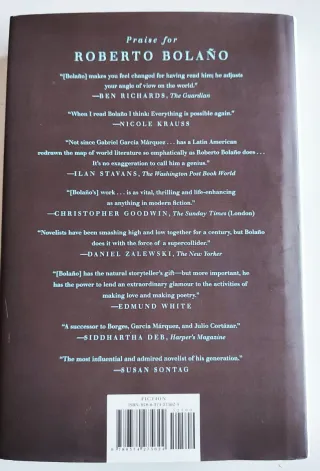 Praise for
ROBERTO BOLAÑO
"[Bolaño] makes you feel changed for having read him; he adjusts
your angle of view on the world."
—BEN RICHARDS, The Guardian
"When I read Bolaño I think: Everything is possible again."
—NICOLE KRAUSS
"Not since Gabriel García Márquez . . . has a Latin American
redrawn the map of world literature so emphatically as Roberto Bolaño does . . .
It's no exaggeration to call him a genius."
—ILAN STAVANS, The Washington Post Book World
"[Bolaño's] work . . . is as vital, thrilling and life-enhancing
as anything in modern fiction."
—CHRISTOPHER GOODWIN, The Sunday Times (London)
"Novelists have been smashing high and low together for a century, but Bolaño
does it with the force of a supercollider."
—DANIEL ZALEWSKI, The New Yorker
"[Bolaño] has the natural storyteller's gift—but more important, he
has the power to lend an extraordinary glamour to the activities of
making love and making poetry."
—EDMUND WHITE
"A successor to Borges, García Márquez, and Julio Cortázar."
—SIDDHARTHA DEB, Harper's Magazine
"The most influential and admired novelist of his generation."
—SUSAN SONTAG
FICTION